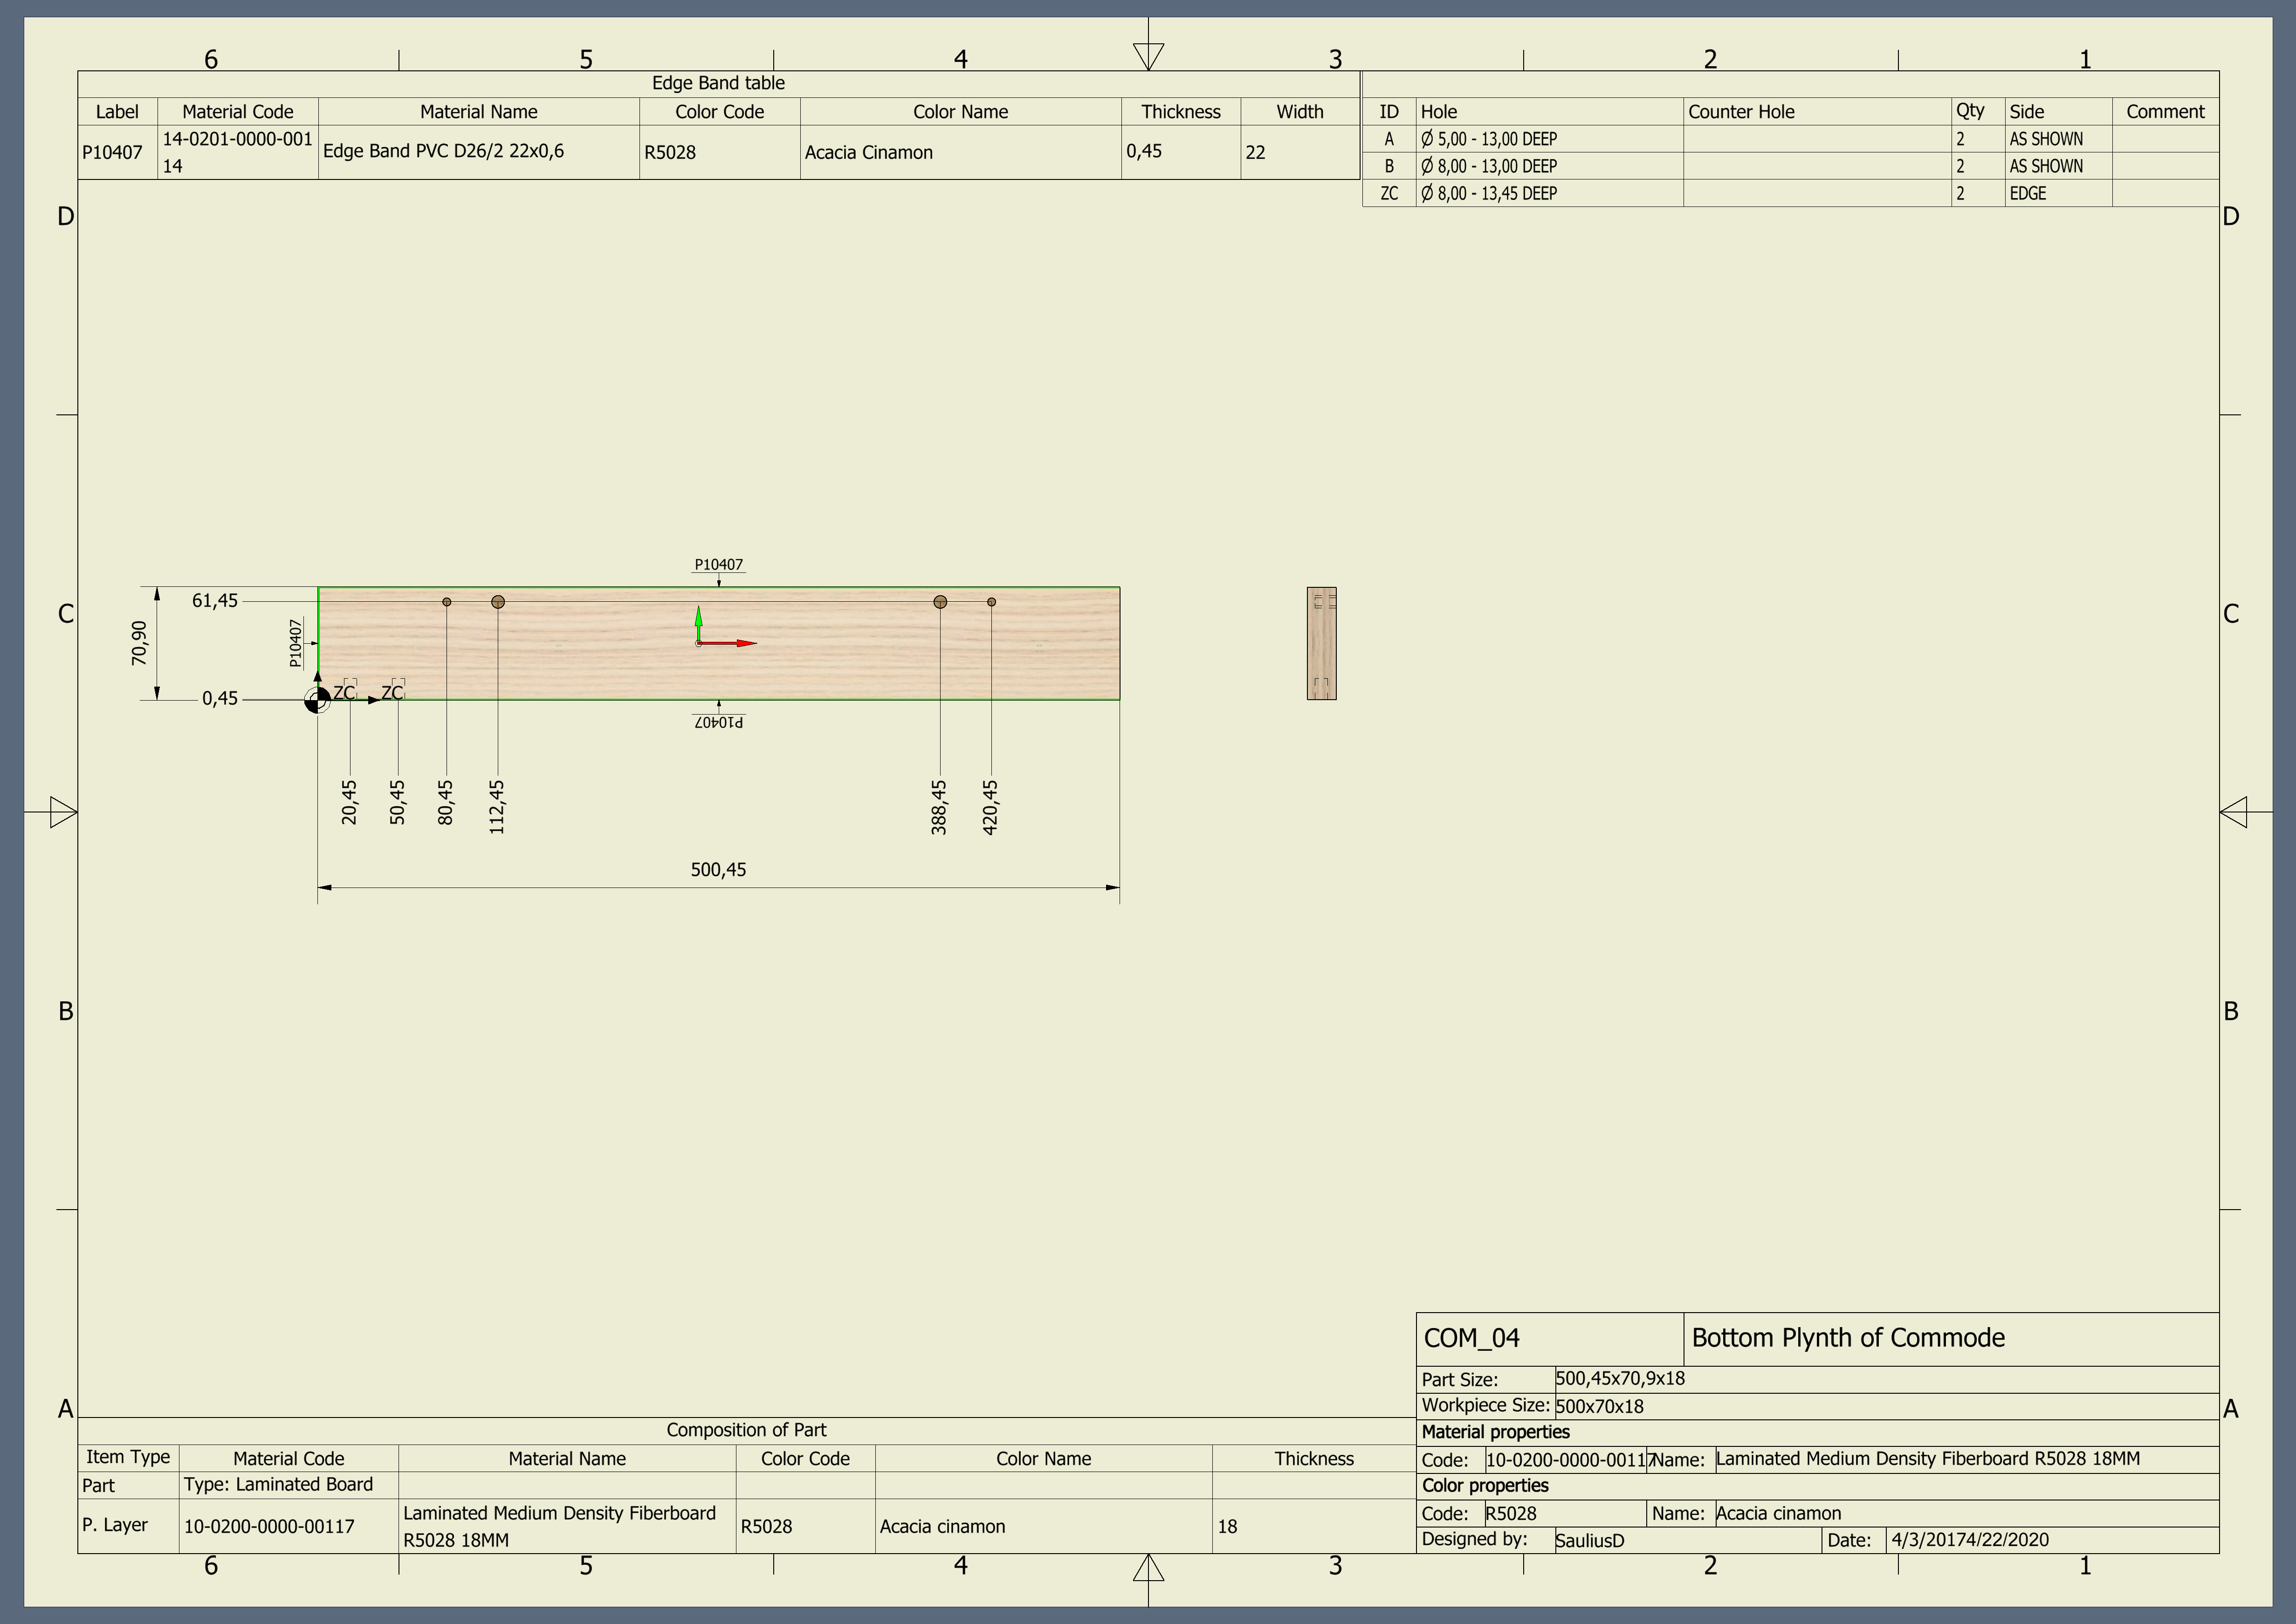 6 5 4 3 2 1
Edge Band table
Label Material Code Material Name Color Code Color Name Thickness Width
P10407 14-0201-0000-001 Edge Band PVC D26/2 22x0,6 R5028 Acacia Cinamon 0,45 22
14
ID Hole Counter Hole Qty Side Comment
A Ø 5,00 - 13,00 DEEP 2 AS SHOWN
B Ø 8,00 - 13,00 DEEP 2 AS SHOWN
ZC Ø 8,00 - 13,45 DEEP 2 EDGE
D D
P10407
61,45
C C
70,90
P10407
ZC ZC
0,45
P10407
20,45 50,45 80,45 112,45 388,45 420,45
500,45
B B
COM_04 Bottom Plynth of Commode
Part Size: 500,45x70,9x18
Workpiece Size: 500x70x18
A A
Material properties
Code: 10-0200-0000-00117 Name: Laminated Medium Density Fiberboard R5028 18MM
Color properties
Code: R5028 Name: Acacia cinamon
Designed by: SauliusD Date: 4/3/20174/22/2020
Composition of Part
Item Type Material Code Material Name Color Code Color Name Thickness
Part Type: Laminated Board
P. Layer 10-0200-0000-00117 Laminated Medium Density Fiberboard R5028 Acacia cinamon 18
R5028 18MM
6 5 4 3 2 1